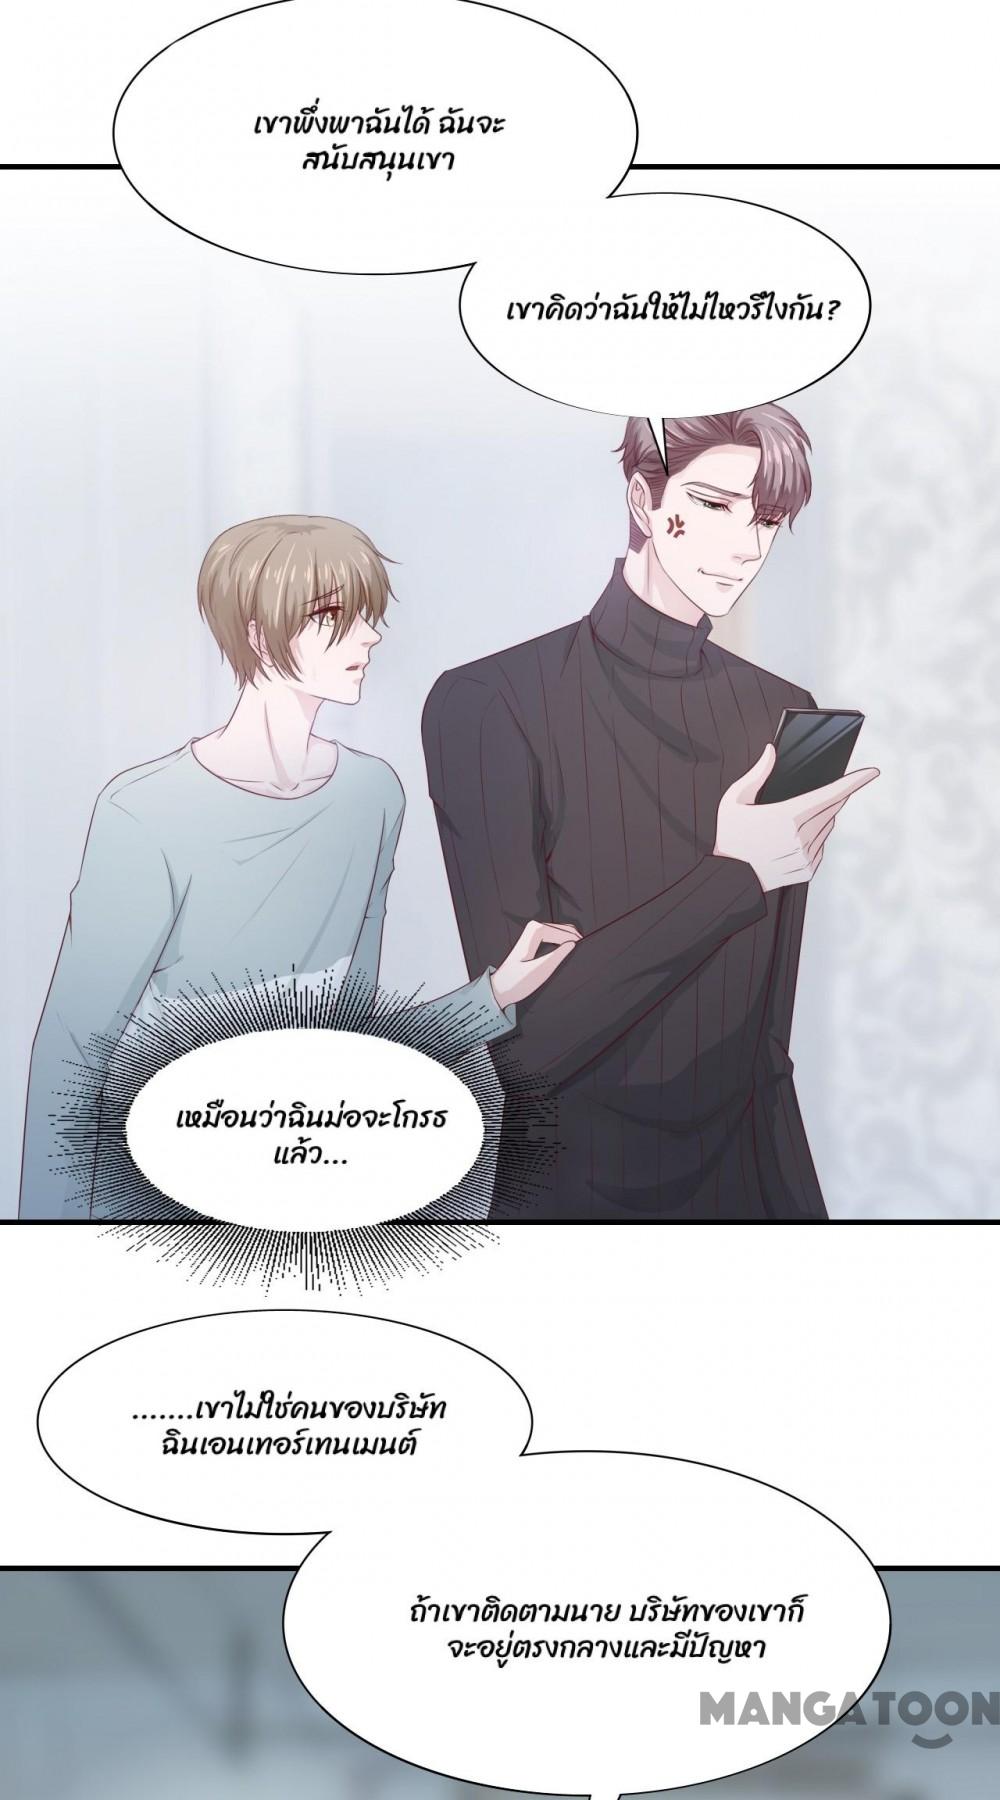 เขาพึ่งพาฉันได้ ฉันจะ
สนับสนุนเขา
เขาคิดว่าฉันให้ไม่ไหวรึไงกัน?
เหมือนว่าฉินม่อจะโกรธ
แล้ว...
.......เขาไม่ใช่คนของบริษัท
ฉินเอนเทอร์เทนเมนต์
ถ้าเขาติดตามนาย บริษัทของเขาก็
จะอยู่ตรงกลางและมีปัญหา
MANGATOON